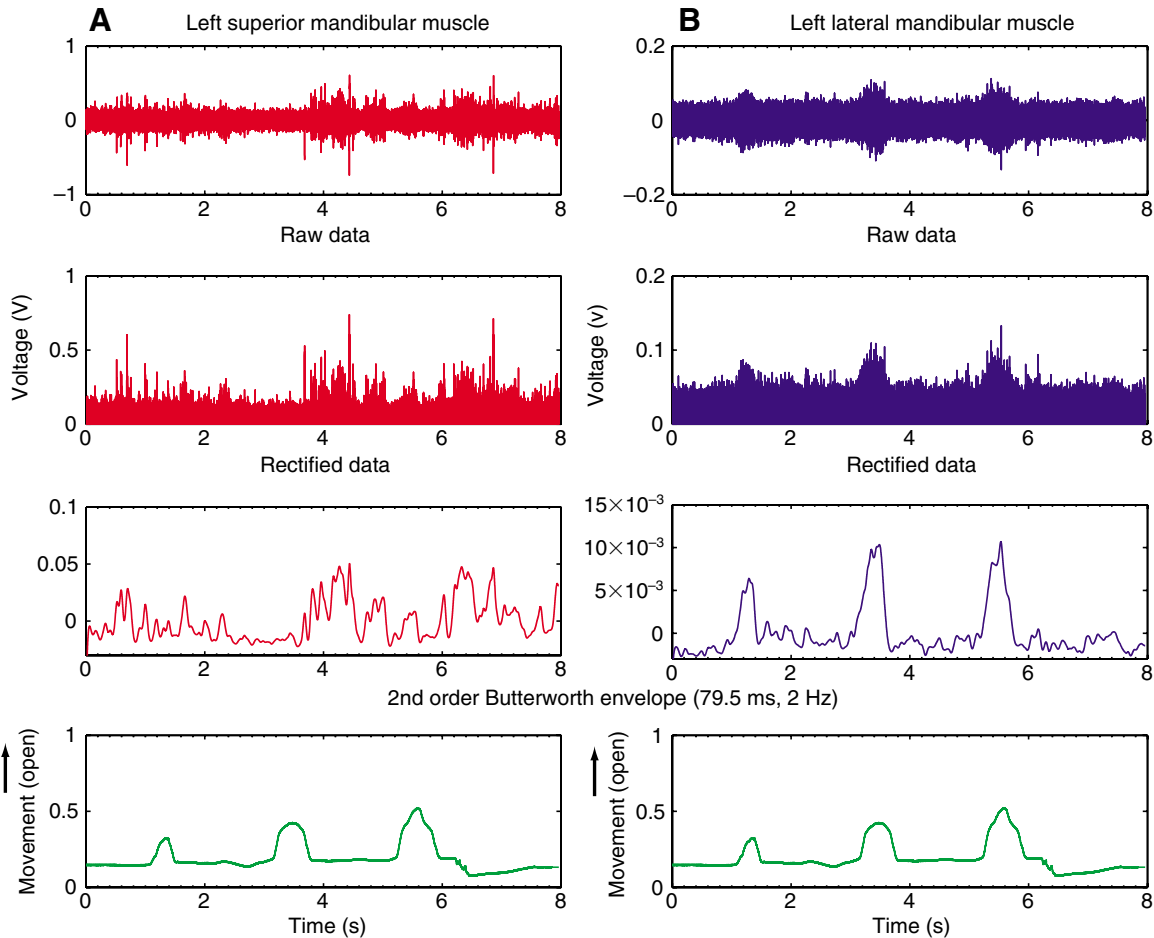 A
Left superior mandibular muscle
1
0
–1
0 2 4 6 8
Raw data
B
Left lateral mandibular muscle
0.2
0
–0.2
0 2 4 6 8
Raw data
Voltage (V)
1
0.5
0
0 2 4 6 8
Rectified data
Voltage (v)
0.2
0.1
0
0 2 4 6 8
Rectified data
0.1
0.05
0
0 2 4 6 8
15×10–3
10×10–3
5×10–3
0
0 2 4 6 8
2nd order Butterworth envelope (79.5 ms, 2 Hz)
Movement (open)
1
0.5
0
0 2 4 6 8
Time (s)
Movement (open)
1
0.5
0
0 2 4 6 8
Time (s)